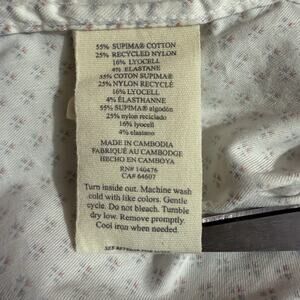 55% SUPIMA® COTTON
25% RECYCLED NYLON
16% LYOCELL
4% ELASTANE
55% COTON SUPIMA®
25% NYLON RECYCLÉ
16% LYOCELL
4% ÉLASTHANNE
55% SUPIMA® algodón
25% nylon reciclado
16% lyocell
4% elastano
MADE IN CAMBODIA
FABRIQUÉ AU CAMBODGE
HECHO EN CAMBOYA
RN# 140476
CA# 64607
Turn inside out. Machine wash
cold with like colors. Gentle
cycle. Do not bleach. Tumble
dry low. Remove promptly.
Cool iron when needed.